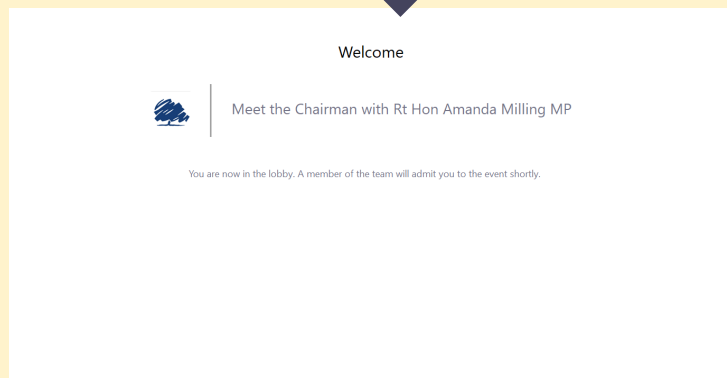 Welcome
Meet the Chairman with Rt Hon Amanda Milling MP
You are now in the lobby. A member of the team will admit you to the event shortly.